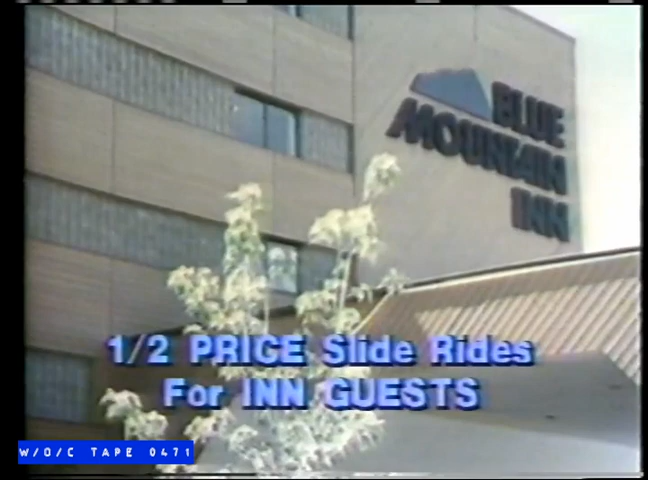 BLUE
MOUNTAIN
INN
1/2 PRICE Slide Rides
For INN GUESTS
W/O/C TAPE 0471